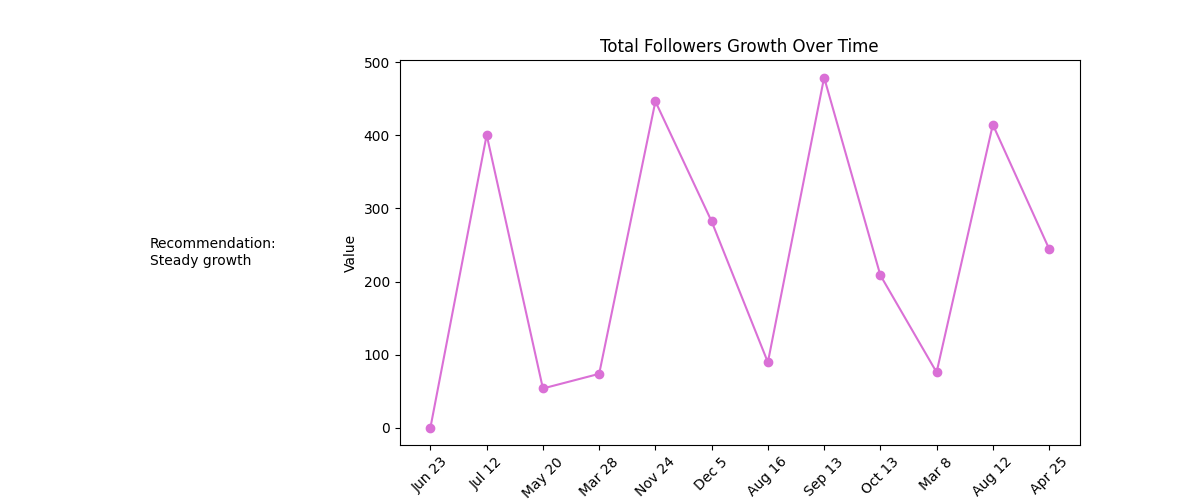 Total Followers Growth Over Time
Recommendation:
Steady growth
Value
500
400
300
200
100
0
Jun 23
Jul 12
May 20
Mar 28
Nov 24
Dec 5
Aug 16
Sep 13
Oct 13
Mar 8
Aug 12
Apr 25